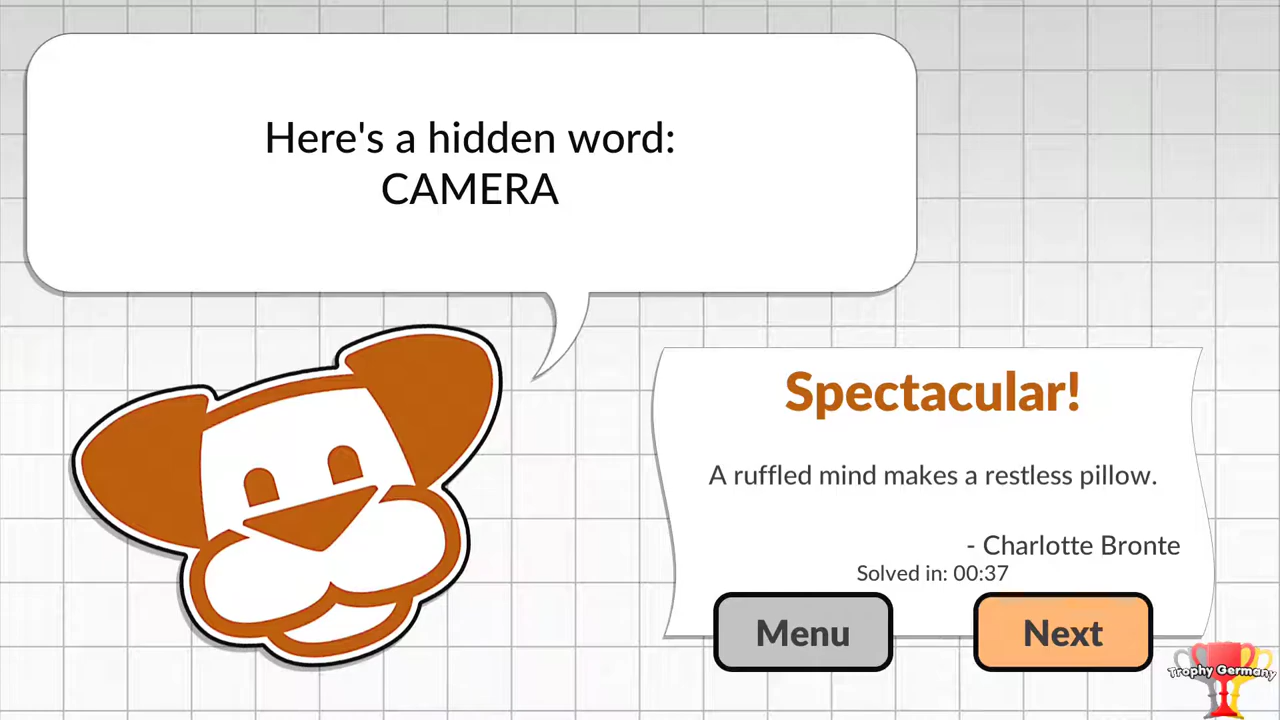 Here's a hidden word:
CAMERA
Spectacular!
A ruffled mind makes a restless pillow.
- Charlotte Bronte
Solved in: 00:37
Menu
Next
Trophy Germany